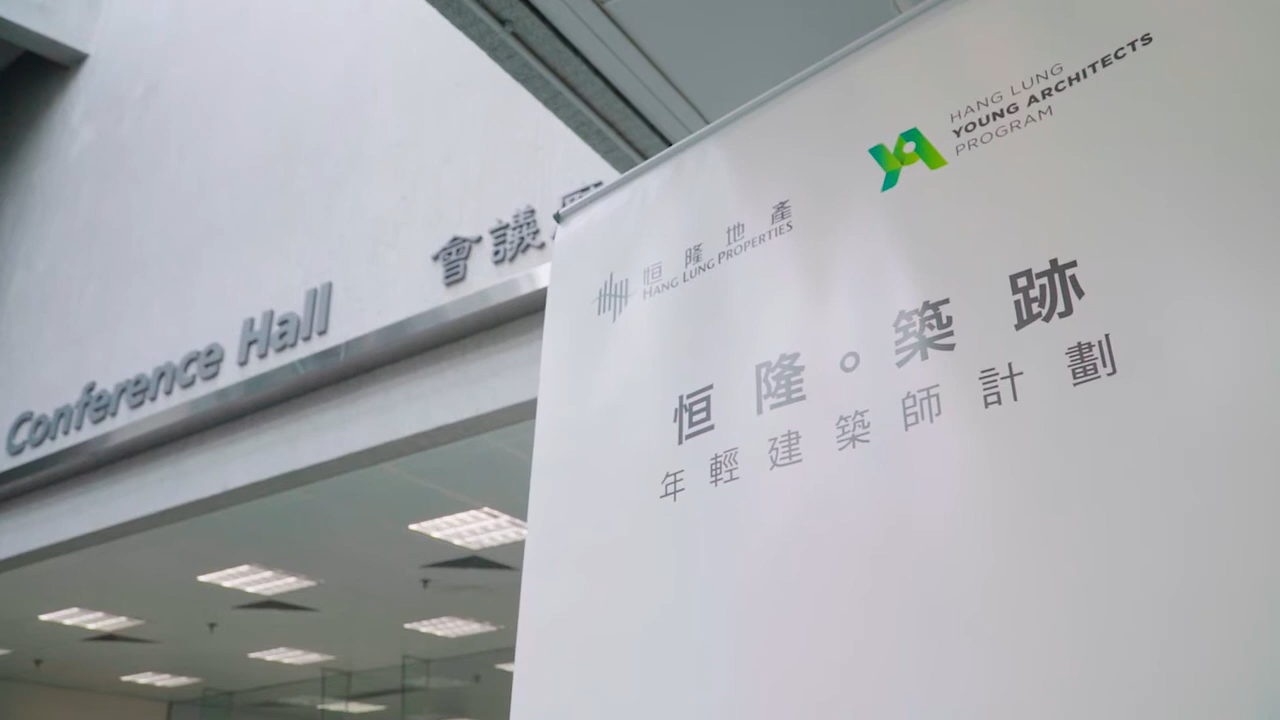 會議
Conference Hall
恒隆地產
HANG LUNG PROPERTIES
HANG LUNG
YOUNG ARCHITECTS
PROGRAM
恒隆。築跡
年輕建築師計劃